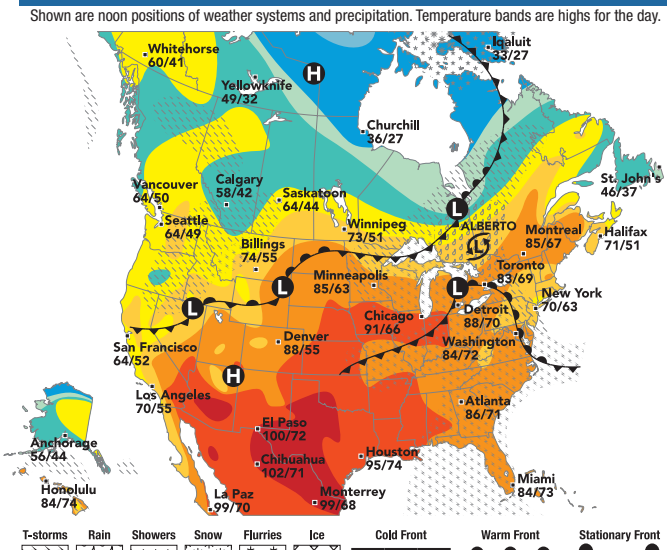 Shown are noon positions of weather systems and precipitation. Temperature bands are highs for the day.
Whitehorse
60/41
Iqaluit
33/27
H
Yellowknife
49/32
Churchill
36/27
St. John's
46/37
Vancouver
64/50
Calgary
58/42
Saskatoon
64/44
L
Seattle
64/49
Winnipeg
73/51
ALBERTO
L
Montreal
85/67
Halifax
71/51
Billings
74/55
Minneapolis
85/63
Toronto
83/69
L
L
L
New York
70/63
Chicago
91/66
Detroit
88/70
San Francisco
64/52
Denver
88/55
Washington
84/72
H
Los Angeles
70/55
Atlanta
86/71
El Paso
100/72
Anchorage
56/44
Chihuahua
102/71
Houston
95/74
Honolulu
84/74
La Paz
99/70
Monterrey
99/68
Miami
84/73
T-storms Rain Showers Snow Flurries Ice Cold Front Warm Front Stationary Front